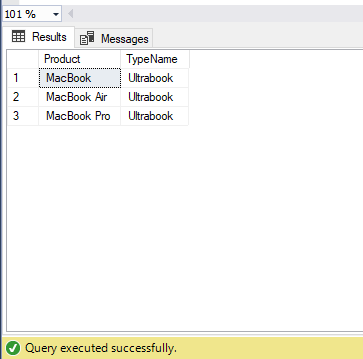 101 %
Results Messages
Product TypeName
1 MacBook Ultrabook
2 MacBook Air Ultrabook
3 MacBook Pro Ultrabook
Query executed successfully.